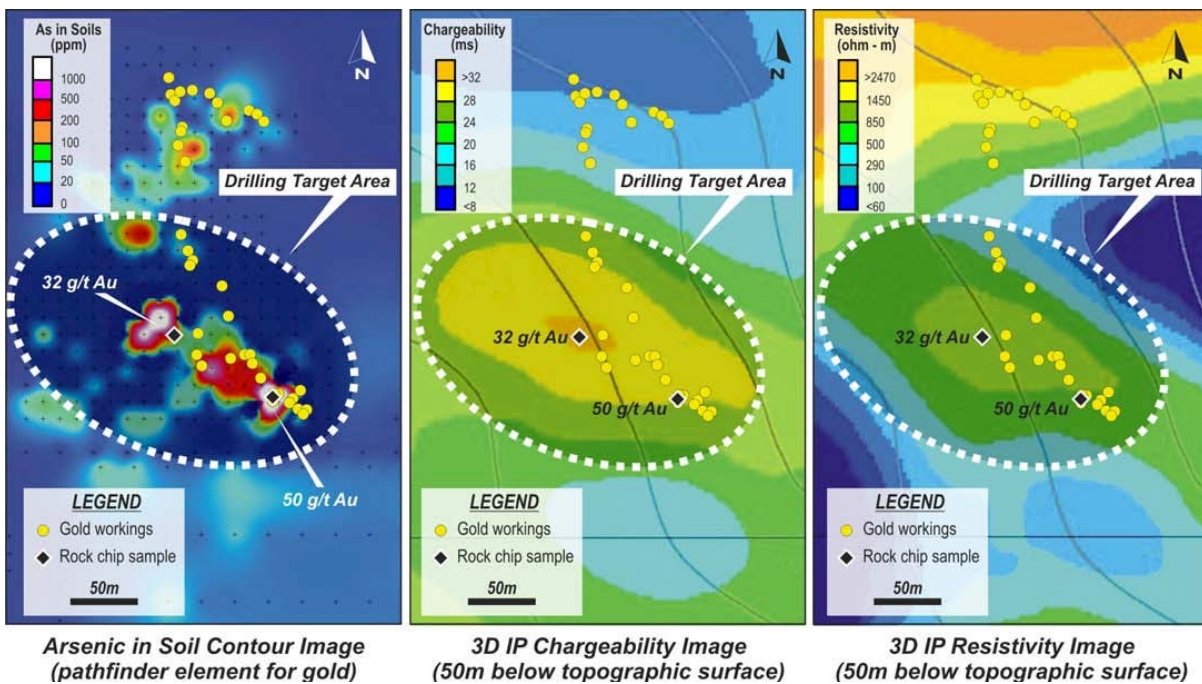 As in Soils
(ppm)
1000
500
200
100
50
20
0
N
Drilling Target Area
32 g/t Au
50 g/t Au
LEGEND
Gold workings
Rock chip sample
50m
Arsenic in Soil Contour Image
(pathfinder element for gold)
Chargeability
(ms)
>32
28
24
20
16
12
<8
N
Drilling Target Area
32 g/t Au
50 g/t Au
LEGEND
Gold workings
Rock chip sample
50m
3D IP Chargeability Image
(50m below topographic surface)
Resistivity
(ohm - m)
>2470
1450
850
500
290
100
<60
N
Drilling Target Area
32 g/t Au
50 g/t Au
LEGEND
Gold workings
Rock chip sample
50m
3D IP Resistivity Image
(50m below topographic surface)